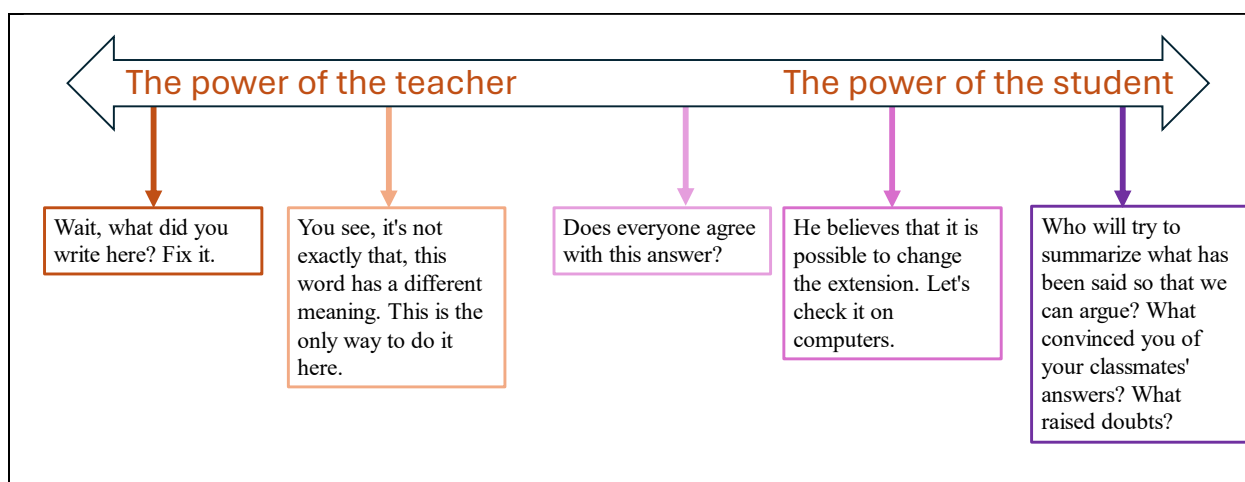 The power of the teacher
The power of the student
Wait, what did you
write here? Fix it.
You see, it's not
exactly that, this
word has a different
meaning. This is the
only way to do it
here.
Does everyone agree
with this answer?
He believes that it is
possible to change
the extension. Let's
check it on
computers.
Who will try to
summarize what has
been said so that we
can argue? What
convinced you of
your classmates'
answers? What
raised doubts?